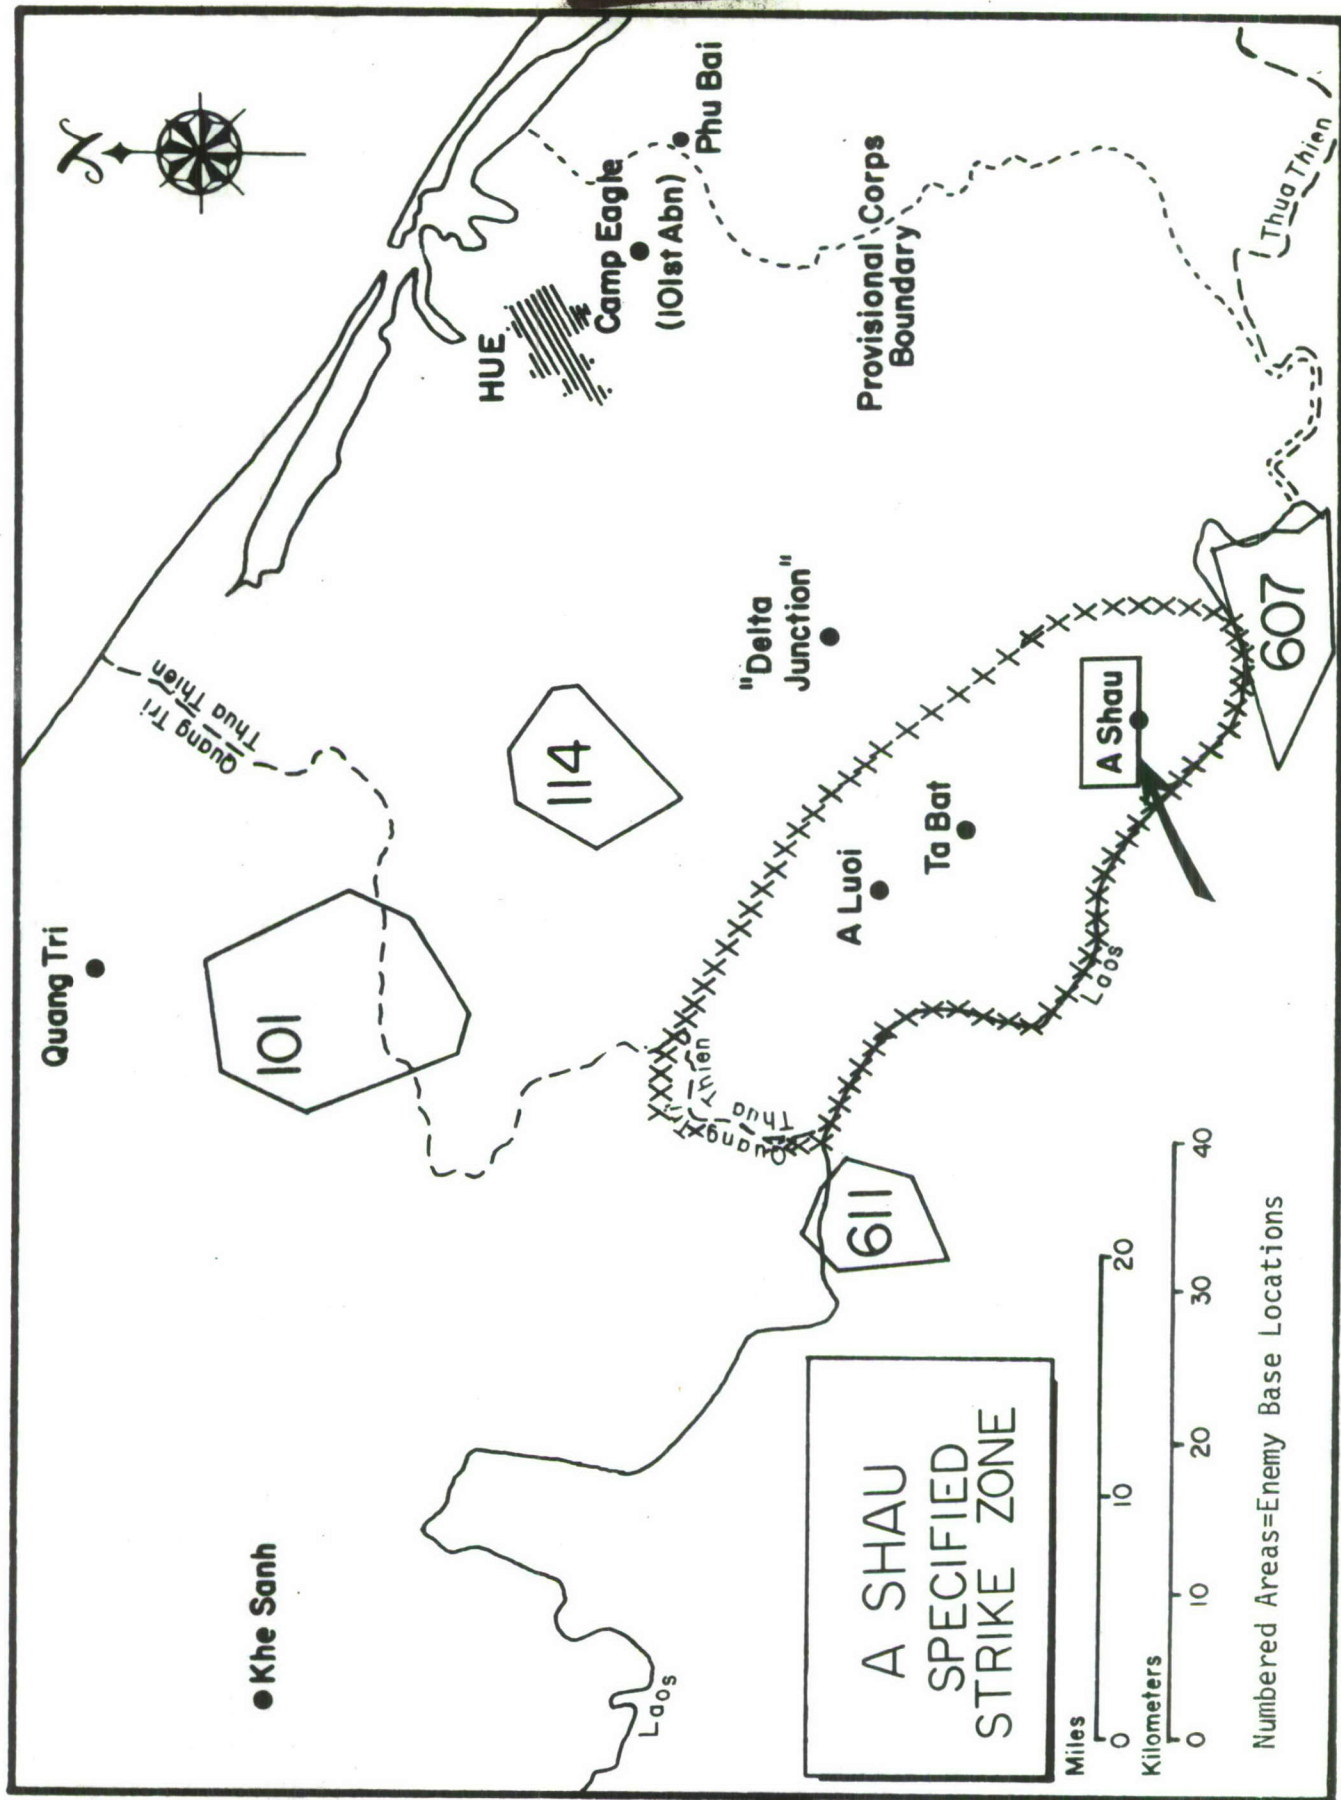 N
Quang Tri
Quang Tri
Thua Thien
Khe Sanh
101
HUE
114
Camp Eagle
(101st Abn)
Phu Bai
Laos
"Delta
Junction"
Thua Thien
Quang Tri
Thua
611
A Luoi
Ta Bat
Provisional Corps
Boundary
A SHAU
SPECIFIED
STRIKE ZONE
Laos
A Shau
607
Thua Thien
Miles
0 10 20
Kilometers
0 10 20 30 40
Numbered Areas=Enemy Base Locations